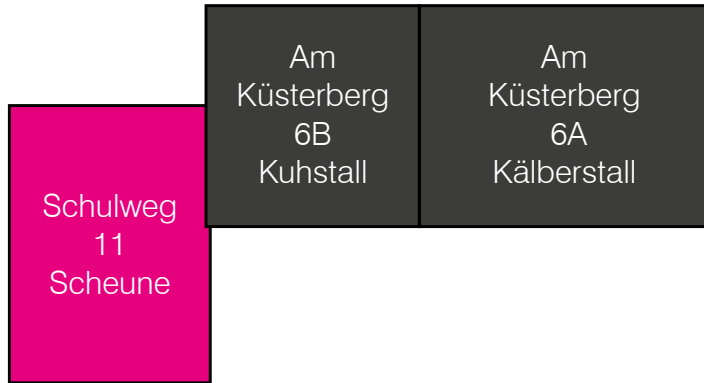 Am
Küsterberg
6B
Kuhstall
Am
Küsterberg
6A
Kälberstall
Schulweg
11
Scheune